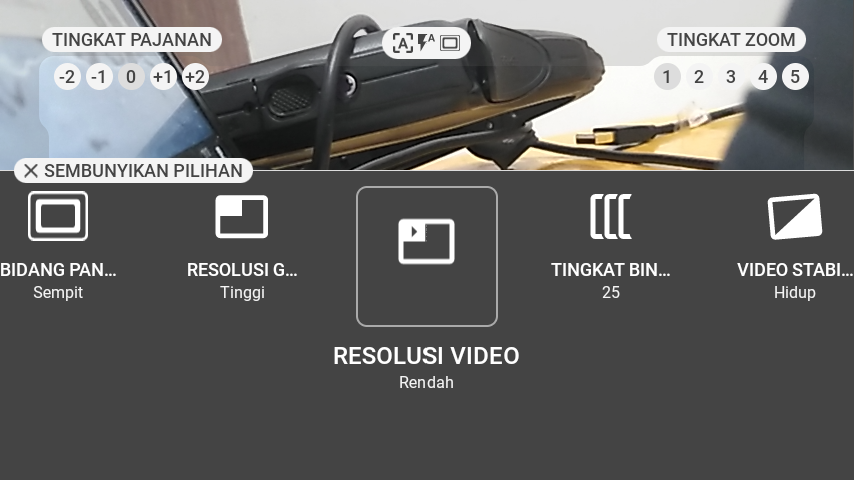 TINGKAT PAJANAN
A
A
TINGKAT ZOOM
-2 -1 0 +1 +2
1 2 3 4 5
SEMBUNYIKAN PILIHAN
BIDANG PAN...
Sempit
RESOLUSI G...
Tinggi
RESOLUSI VIDEO
Rendah
TINGKAT BIN...
25
VIDEO STABI...
Hidup